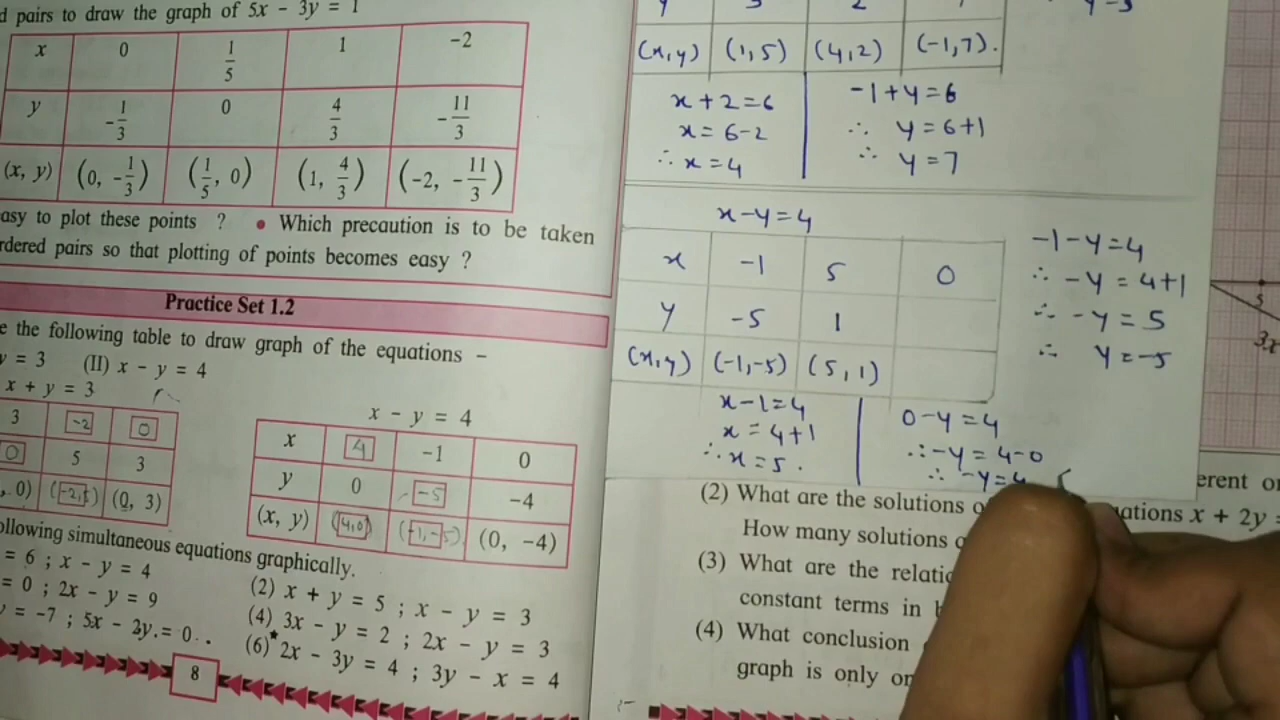 d pairs to draw the graph of 5x − 3y = 1
x 0 1/5 1 −2
y −1/3 0 4/3 −11/3
(x, y) (0, −1/3) (1/5, 0) (1, 4/3) (−2, −11/3)
asy to plot these points ? • Which precaution is to be taken
rdered pairs so that plotting of points becomes easy ?
Practice Set 1.2
e the following table to draw graph of the equations −
y = 3 (II) x − y = 4
x + y = 3
3 -2 0
0 5 3
, 0) (-2,5) (0, 3)
x − y = 4
x 4 −1 0
y 0 -5 −4
(x, y) (4,0) (-1,-5) (0, −4)
ollowing simultaneous equations graphically.
= 6 ; x − y = 4
(2) x + y = 5 ; x − y = 3
= 0 ; 2x − y = 9
(4) 3x − y = 2 ; 2x − y = 3
y = −7 ; 5x − 2y = 0
(6)* 2x − 3y = 4 ; 3y − x = 4
8
(x,y) (1,5) (4,2) (-1,7).
x+2=6
x=6-2
∴ x=4
-1+y=6
∴ y=6+1
∴ y=7
x-y=4
x -1 5 0
y -5 1
(x,y) (-1,-5) (5,1)
-1-y=4
∴ -y=4+1
∴ -y=5
∴ y=-5
x-1=4
x=4+1
∴ x=5.
0-y=4
∴ -y=4-0
∴ -y=4
5
3x
(2) What are the solutions o
ations x + 2y =
erent or
How many solutions o
(3) What are the relatio
constant terms in b
(4) What conclusion
graph is only on